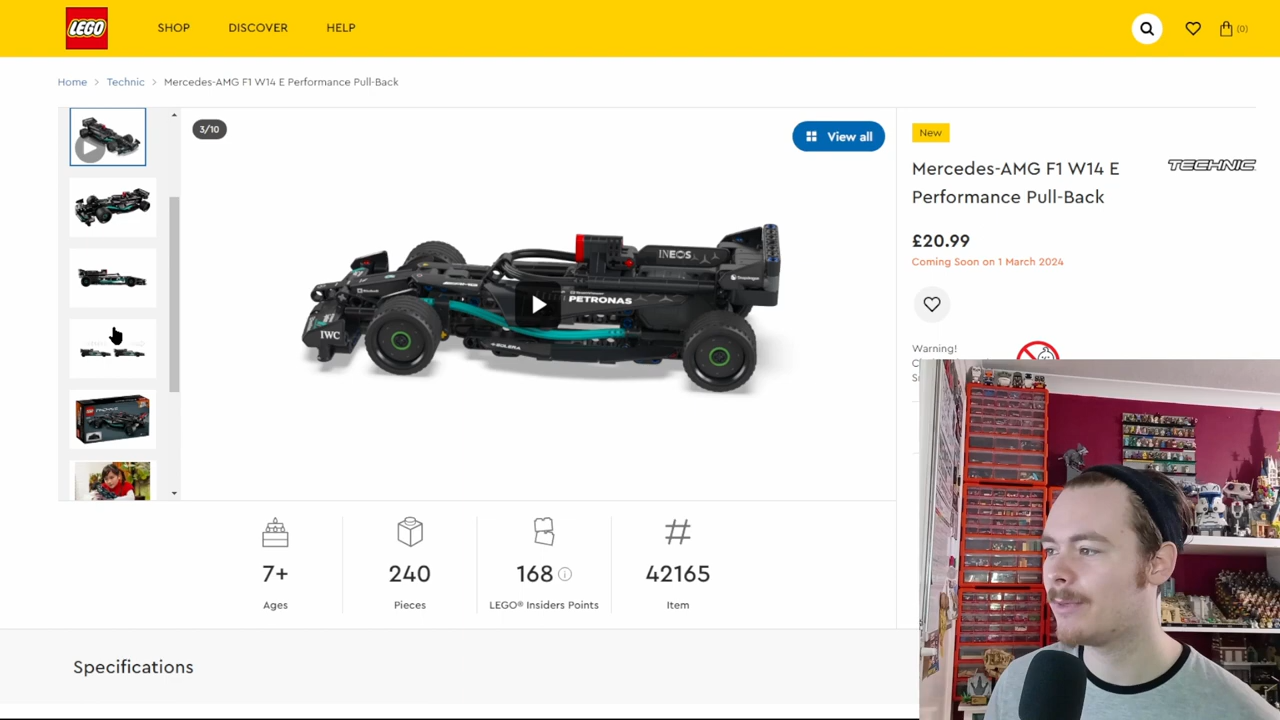 LEGO
SHOP
DISCOVER
HELP
(0)
Home > Technic > Mercedes-AMG F1 W14 E Performance Pull-Back
3/10
View all
New
Mercedes-AMG F1 W14 E
Performance Pull-Back
TECHNIC
£20.99
Coming Soon on 1 March 2024
Warning!
INEOS
PETRONAS
IWC
7+
Ages
240
Pieces
168
LEGO® Insiders Points
#
42165
Item
Specifications